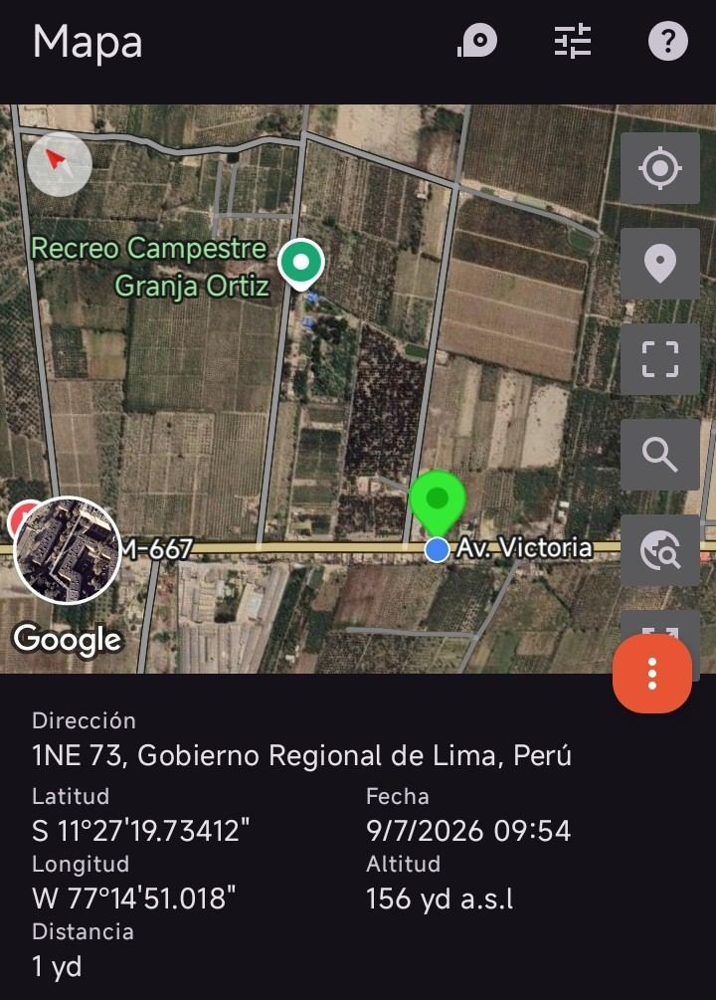 Mapa
Recreo Campestre
Granja Ortiz
M-667
Av. Victoria
Google
Dirección
1NE 73, Gobierno Regional de Lima, Perú
Latitud
S 11°27'19.73412"
Fecha
9/7/2026 09:54
Longitud
W 77°14'51.018"
Altitud
156 yd a.s.l
Distancia
1 yd